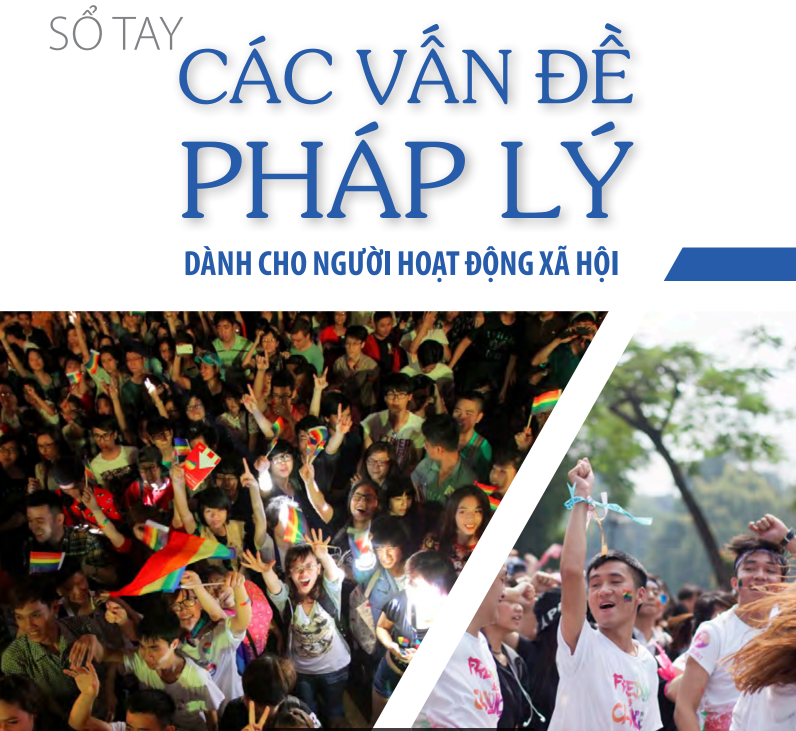 SỔ TAY
CÁC VẤN ĐỀ
PHÁP LÝ
DÀNH CHO NGƯỜI HOẠT ĐỘNG XÃ HỘI